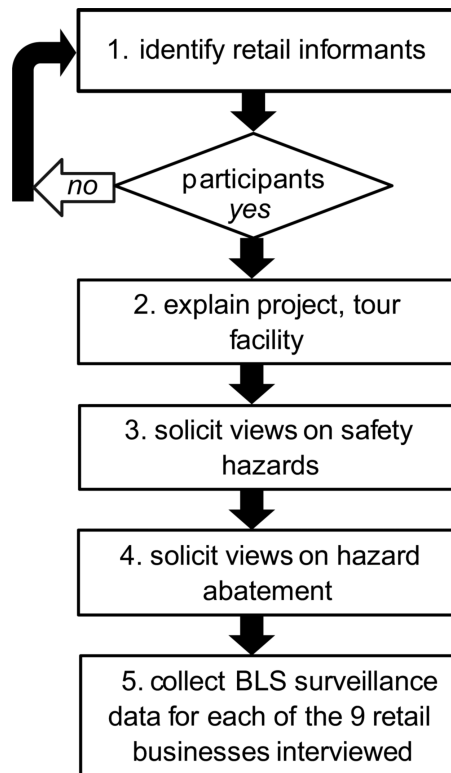 1. identify retail informants
participants
no
yes
2. explain project, tour
facility
3. solicit views on safety
hazards
4. solicit views on hazard
abatement
5. collect BLS surveillance
data for each of the 9 retail
businesses interviewed